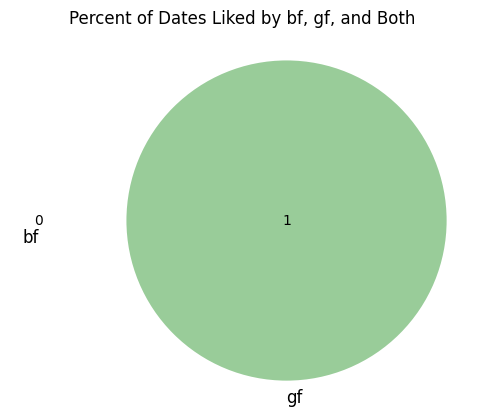 Percent of Dates Liked by bf, gf, and Both
0
1
bf
gf